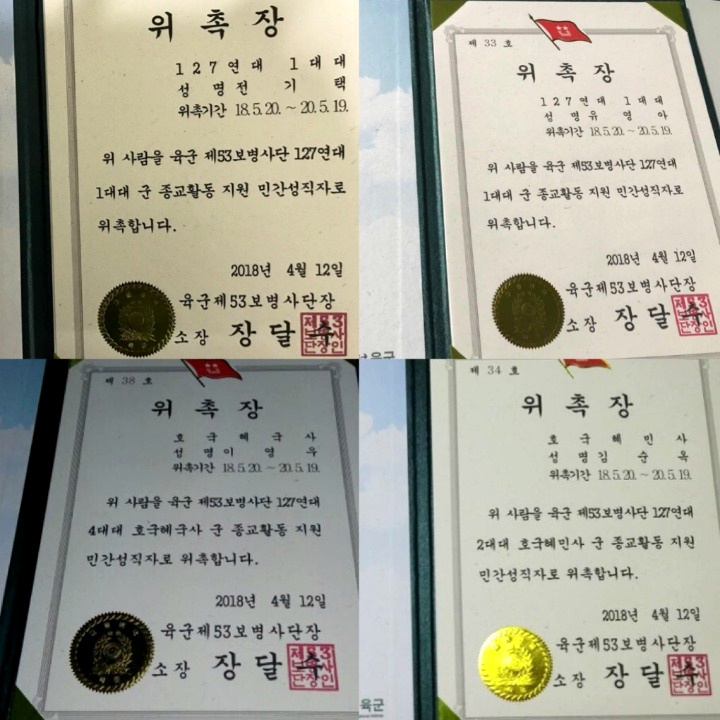 위 촉 장
127연대 1대대
성 명 전 기 택
위촉기간 18.5.20. ~ 20.5.19.
위 사람을 육군 제53보병사단 127연대
1대대 군 종교활동 지원 민간성직자로
위촉합니다.
2018년 4월 12일
육군제53보병사단장
소장 장 달 수
제 33 호
위 촉 장
127연대 1대대
성 명 유 영 아
위촉기간 18.5.20. ~ 20.5.19.
위 사람을 육군 제53보병사단 127연대
1대대 군 종교활동 지원 민간성직자로
위촉합니다.
2018년 4월 12일
육군제53보병사단장
소장 장 달 수
육군
제 38 호
위 촉 장
호 국 혜 국 사
성 명 이 영 우
위촉기간 18.5.20. ~ 20.5.19.
위 사람을 육군 제53보병사단 127연대
4대대 호국혜국사 군 종교활동 지원
민간성직자로 위촉합니다.
2018년 4월 12일
육군제53보병사단장
소장 장 달 수
제 34 호
위 촉 장
호 국 혜 민 사
성 명 김 순 옥
위촉기간 18.5.20. ~ 20.5.19.
위 사람을 육군 제53보병사단 127연대
2대대 호국혜민사 군 종교활동 지원
민간성직자로 위촉합니다.
2018년 4월 12일
육군제53보병사단장
소장 장 달 수
육군